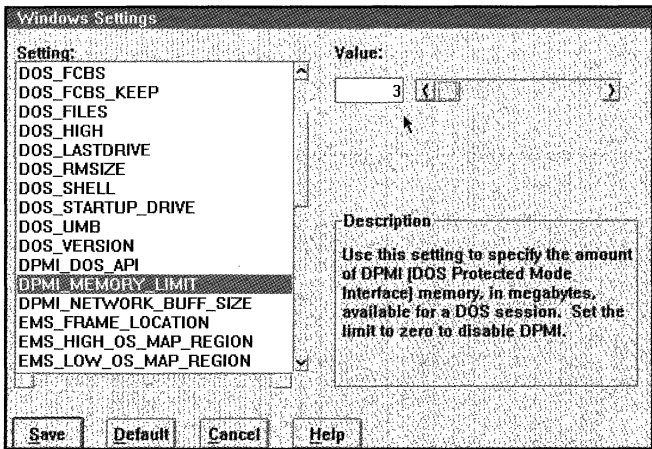 Windows Settings
Setting:
DOS_FCBS
DOS_FCBS_KEEP
DOS_FILES
DOS_HIGH
DOS_LASTDRIVE
DOS_RMSIZE
DOS_SHELL
DOS_STARTUP_DRIVE
DOS_UMB
DOS_VERSION
DPMI_DOS_API
DPMI_MEMORY_LIMIT
DPMI_NETWORK_BUFF_SIZE
EMS_FRAME_LOCATION
EMS_HIGH_OS_MAP_REGION
EMS_LOW_OS_MAP_REGION
Value:
3
Description
Use this setting to specify the amount
of DPMI [DOS Protected Mode
Interface] memory, in megabytes,
available for a DOS session. Set the
limit to zero to disable DPMI.
Save Default Cancel Help